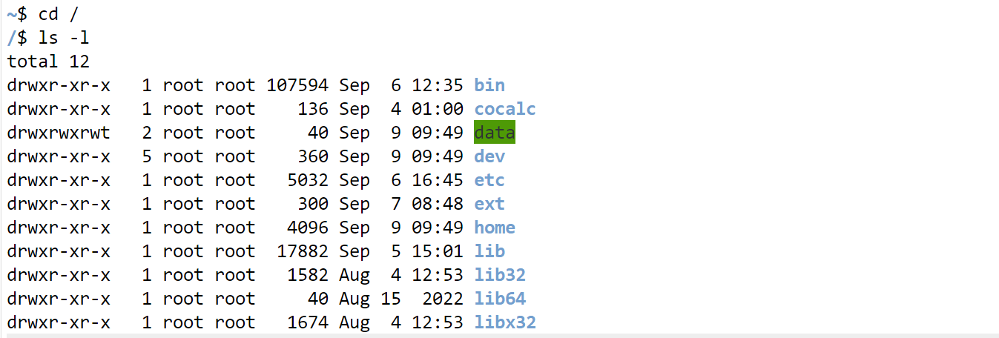 ~$ cd /
/$ ls -l
total 12
drwxr-xr-x   1 root root 107594 Sep  6 12:35 bin
drwxr-xr-x   1 root root    136 Sep  4 01:00 cocalc
drwxrwxrwt   2 root root     40 Sep  9 09:49 data
drwxr-xr-x   5 root root    360 Sep  9 09:49 dev
drwxr-xr-x   1 root root   5032 Sep  6 16:45 etc
drwxr-xr-x   1 root root    300 Sep  7 08:48 ext
drwxr-xr-x   1 root root   4096 Sep  9 09:49 home
drwxr-xr-x   1 root root  17882 Sep  5 15:01 lib
drwxr-xr-x   1 root root   1582 Aug  4 12:53 lib32
drwxr-xr-x   1 root root     40 Aug 15  2022 lib64
drwxr-xr-x   1 root root   1674 Aug  4 12:53 libx32